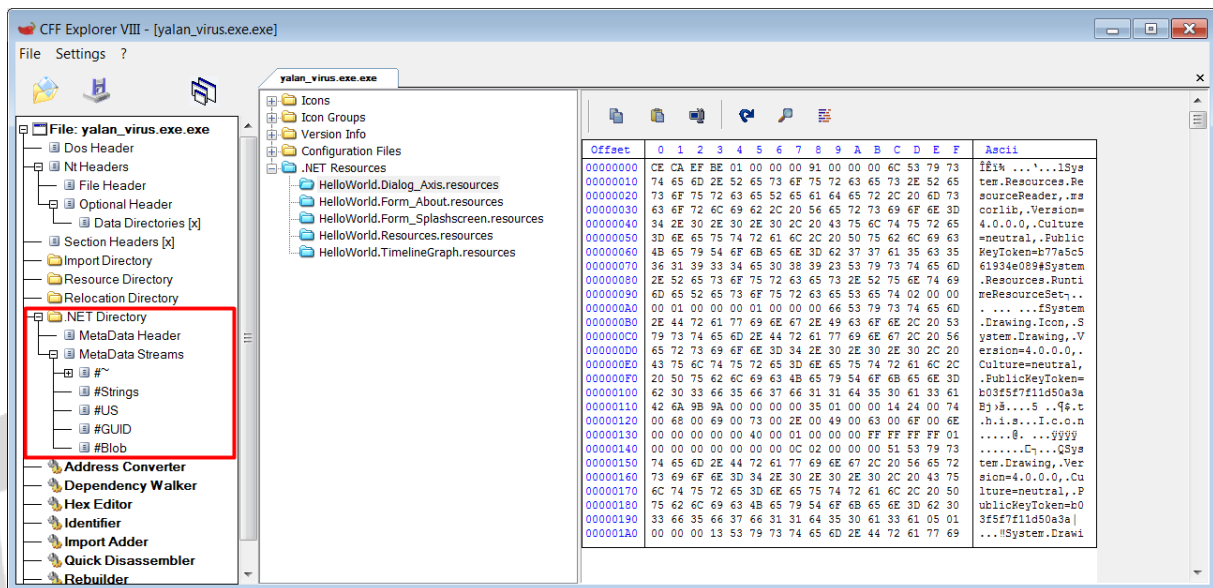 CFF Explorer VIII - [yalan_virus.exe.exe]
File Settings ?
yalan_virus.exe.exe
File: yalan_virus.exe.exe
Dos Header
Nt Headers
File Header
Optional Header
Data Directories [x]
Section Headers [x]
Import Directory
Resource Directory
Relocation Directory
.NET Directory
MetaData Header
MetaData Streams
#~
#Strings
#US
#GUID
#Blob
Address Converter
Dependency Walker
Hex Editor
Identifier
Import Adder
Quick Disassembler
Rebuilder
Icons
Icon Groups
Version Info
Configuration Files
.NET Resources
HelloWorld.Dialog_Axis.resources
HelloWorld.Form_About.resources
HelloWorld.Form_Splashscreen.resources
HelloWorld.Resources.resources
HelloWorld.TimelineGraph.resources
Offset 0 1 2 3 4 5 6 7 8 9 A B C D E F Ascii
00000000 CE CA EF BE 01 00 00 00 91 00 00 00 6C 53 79 73 ÎÊï¾ ...'...lSys
00000010 74 65 6D 2E 52 65 73 6F 75 72 63 65 73 2E 52 65 tem.Resources.Re
00000020 73 6F 75 72 63 65 52 65 61 64 65 72 2C 20 6D 73 sourceReader,.ms
00000030 63 6F 72 6C 69 62 2C 20 56 65 72 73 69 6F 6E 3D corlib,.Version=
00000040 34 2E 30 2E 30 2E 30 2C 20 43 75 6C 74 75 72 65 4.0.0.0,.Culture
00000050 3D 6E 65 75 74 72 61 6C 2C 20 50 75 62 6C 69 63 =neutral,.Public
00000060 4B 65 79 54 6F 6B 65 6E 3D 62 37 37 61 35 63 35 KeyToken=b77a5c5
00000070 36 31 39 33 34 65 30 38 39 23 53 79 73 74 65 6D 61934e089#System
00000080 2E 52 65 73 6F 75 72 63 65 73 2E 52 75 6E 74 69 .Resources.Runti
00000090 6D 65 52 65 73 6F 75 72 63 65 53 65 74 02 00 00 meResourceSet┐..
000000A0 00 01 00 00 00 01 00 00 00 66 53 79 73 74 65 6D . ... ...fSystem
000000B0 2E 44 72 61 77 69 6E 67 2E 49 63 6F 6E 2C 20 53 .Drawing.Icon,.S
000000C0 79 73 74 65 6D 2E 44 72 61 77 69 6E 67 2C 20 56 ystem.Drawing,.V
000000D0 65 72 73 69 6F 6E 3D 34 2E 30 2E 30 2E 30 2C 20 ersion=4.0.0.0,.
000000E0 43 75 6C 74 75 72 65 3D 6E 65 75 74 72 61 6C 2C Culture=neutral,
000000F0 20 50 75 62 6C 69 63 4B 65 79 54 6F 6B 65 6E 3D .PublicKeyToken=
00000100 62 30 33 66 35 66 37 66 31 31 64 35 30 61 33 61 b03f5f7f11d50a3a
00000110 42 6A 9B 9A 00 00 00 00 35 01 00 00 14 24 00 74 Bj›š....5 ..¶$.t
00000120 00 68 00 69 00 73 00 2E 00 49 00 63 00 6F 00 6E .h.i.s...I.c.o.n
00000130 00 00 00 00 00 40 00 01 00 00 00 FF FF FF FF 01 .....@. ...ÿÿÿÿ
00000140 00 00 00 00 00 00 00 0C 02 00 00 00 51 53 79 73 .......□┐...QSys
00000150 74 65 6D 2E 44 72 61 77 69 6E 67 2C 20 56 65 72 tem.Drawing,.Ver
00000160 73 69 6F 6E 3D 34 2E 30 2E 30 2E 30 2C 20 43 75 sion=4.0.0.0,.Cu
00000170 6C 74 75 72 65 3D 6E 65 75 74 72 61 6C 2C 20 50 lture=neutral,.P
00000180 75 62 6C 69 63 4B 65 79 54 6F 6B 65 6E 3D 62 30 ublicKeyToken=b0
00000190 33 66 35 66 37 66 31 31 64 35 30 61 33 61 05 01 3f5f7f11d50a3a|
000001A0 00 00 00 13 53 79 73 74 65 6D 2E 44 72 61 77 69 ...‼System.Drawi